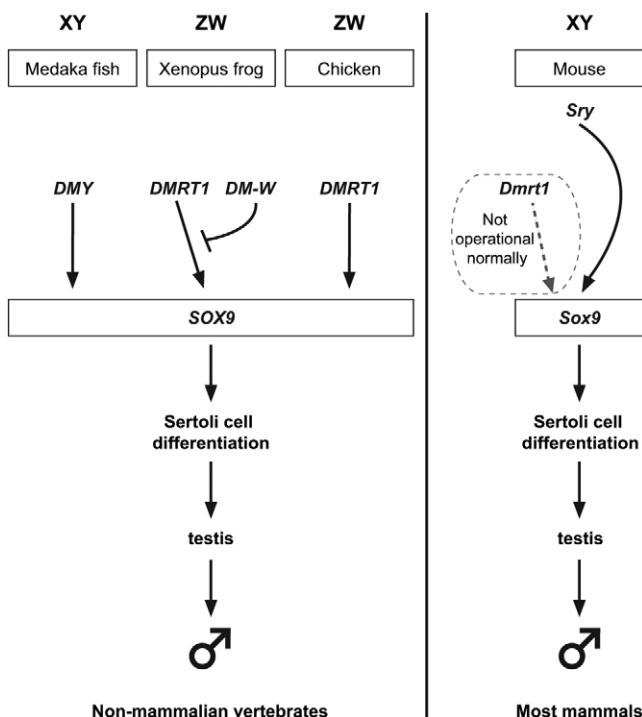 XY ZW ZW XY
Medaka fish Xenopus frog Chicken Mouse
Sry
DMY DMRT1 DM-W DMRT1 Dmrt1
Not
operational
normally
SOX9 Sox9
Sertoli cell Sertoli cell
differentiation differentiation
testis testis
♂ ♂
Non-mammalian vertebrates Most mammals